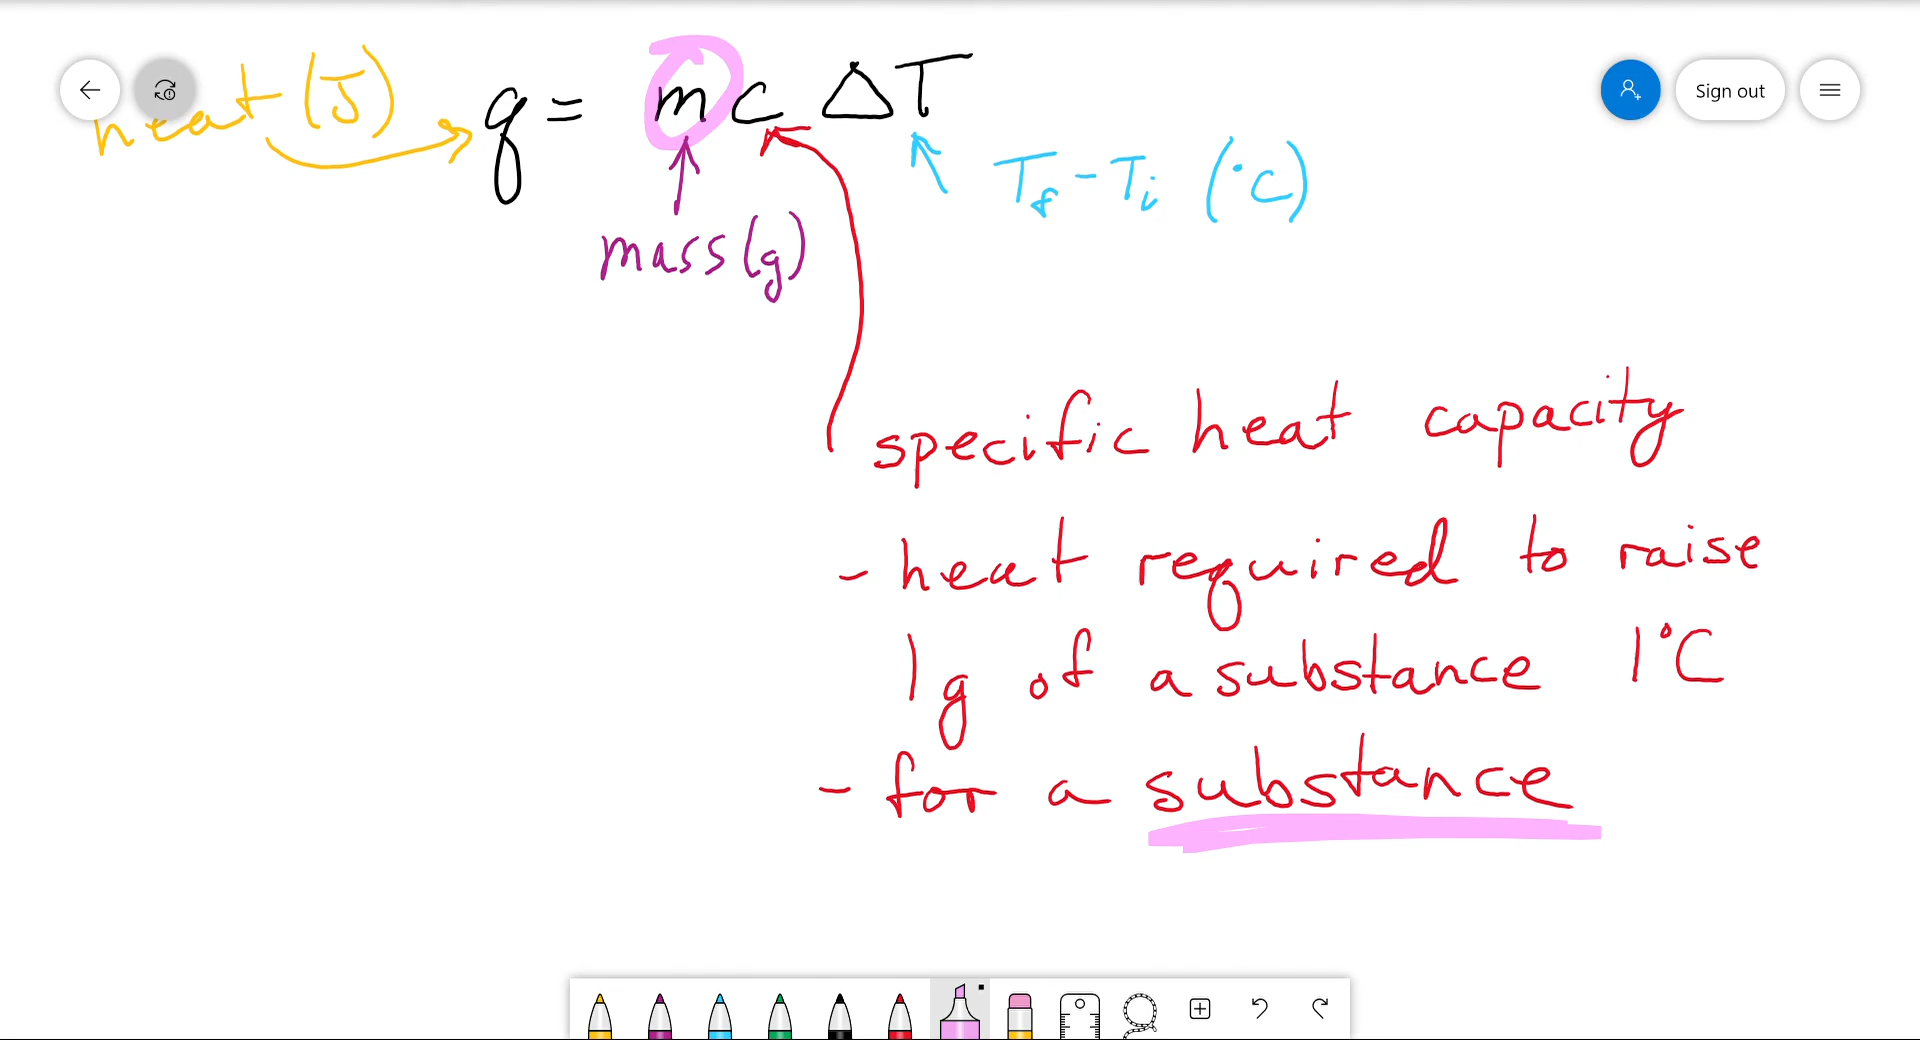 heat (J) q = m c ΔT
Sign out
Tf - Ti (°C)
mass (g)
specific heat capacity
- heat required to raise
1g of a substance 1°C
- for a substance